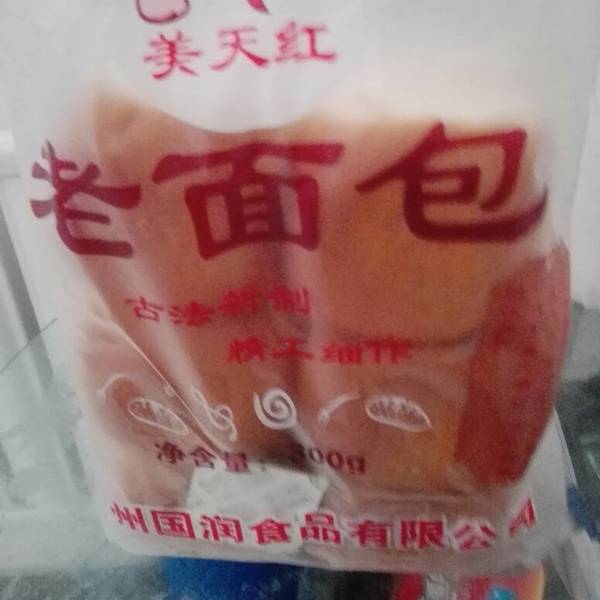 美天红
老面包
古法新制
精工细作
净含量：300g
州国润食品有限公司